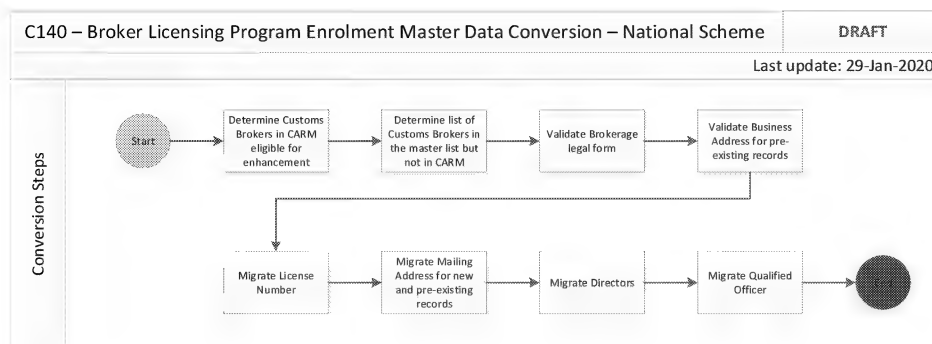 C140 – Broker Licensing Program Enrolment Master Data Conversion – National Scheme
DRAFT
Last update: 29-Jan-2020
Conversion Steps
Start
Determine Customs
Brokers in CARM
eligible for
enhancement
Determine list of
Customs Brokers in
the master list but
not in CARM
Validate Brokerage
legal form
Validate Business
Address for pre-
existing records
Migrate License
Number
Migrate Mailing
Address for new
and pre-existing
records
Migrate Directors
Migrate Qualified
Officer